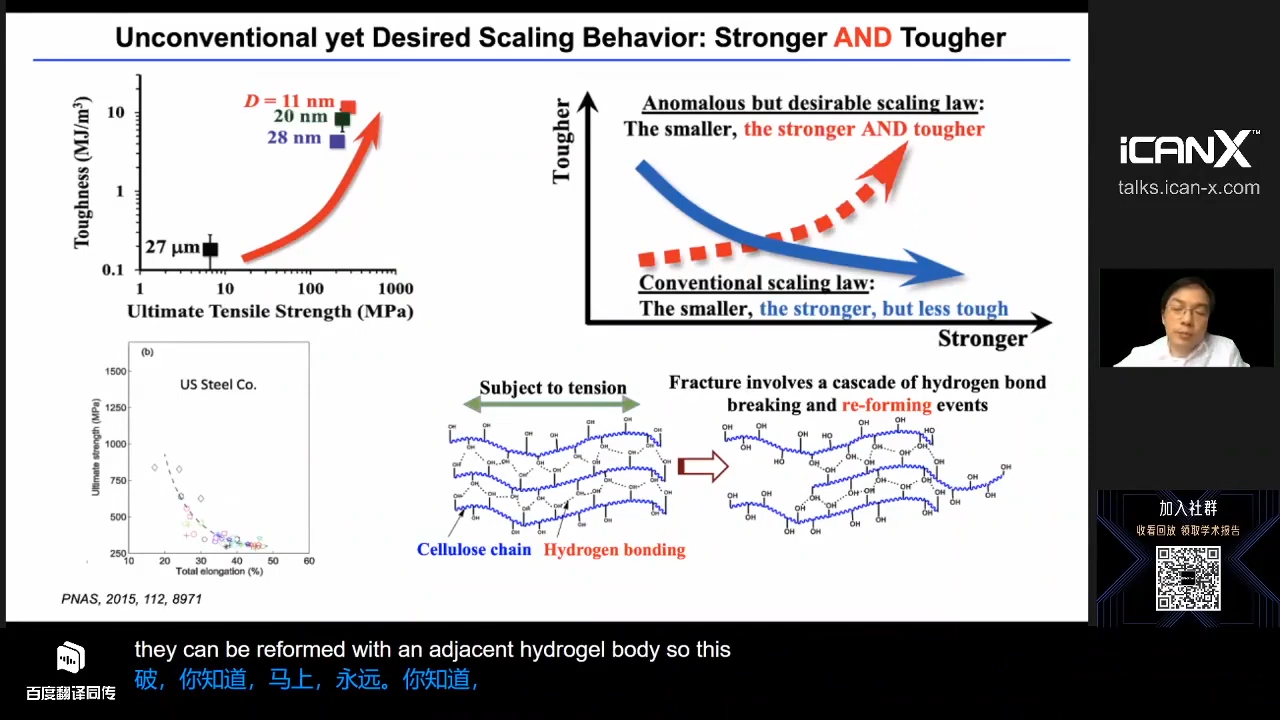 Unconventional yet Desired Scaling Behavior: Stronger AND Tougher
Toughness (MJ/m³)
10
1
0.1
D = 11 nm
20 nm
28 nm
27 μm
1
10
100
1000
Ultimate Tensile Strength (MPa)
Tougher
Anomalous but desirable scaling law:
The smaller, the stronger AND tougher
Conventional scaling law:
The smaller, the stronger, but less tough
Stronger
(b)
US Steel Co.
Ultimate strength (MPa)
1500
1250
1000
750
500
250
10
20
30
40
50
60
Total elongation (%)
PNAS, 2015, 112, 8971
Subject to tension
Cellulose chain
Hydrogen bonding
Fracture involves a cascade of hydrogen bond
breaking and re-forming events
iCANX™
talks.ican-x.com
加入社群
收看回放 领取学术报告
百度翻译同传
they can be reformed with an adjacent hydrogel body so this
破，你知道，马上，永远。你知道，